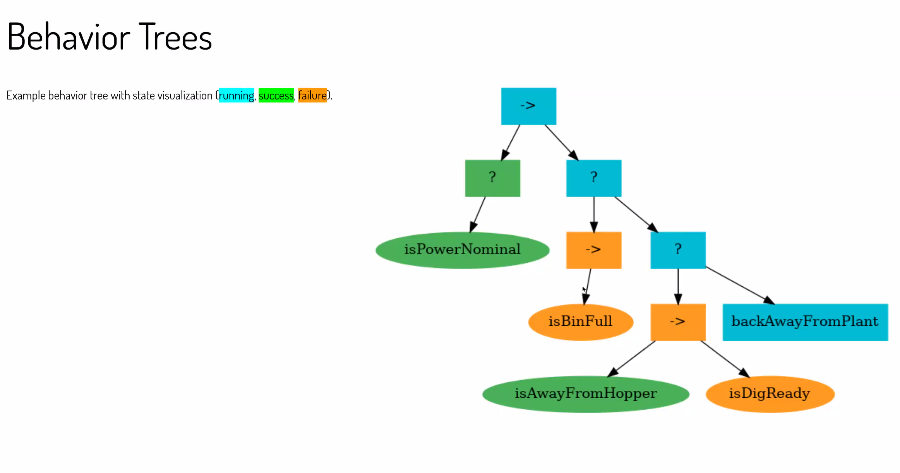 Behavior Trees
Example behavior tree with state visualization (running, success, failure).
->
? ?
isPowerNominal -> ?
isBinFull -> backAwayFromPlant
isAwayFromHopper isDigReady